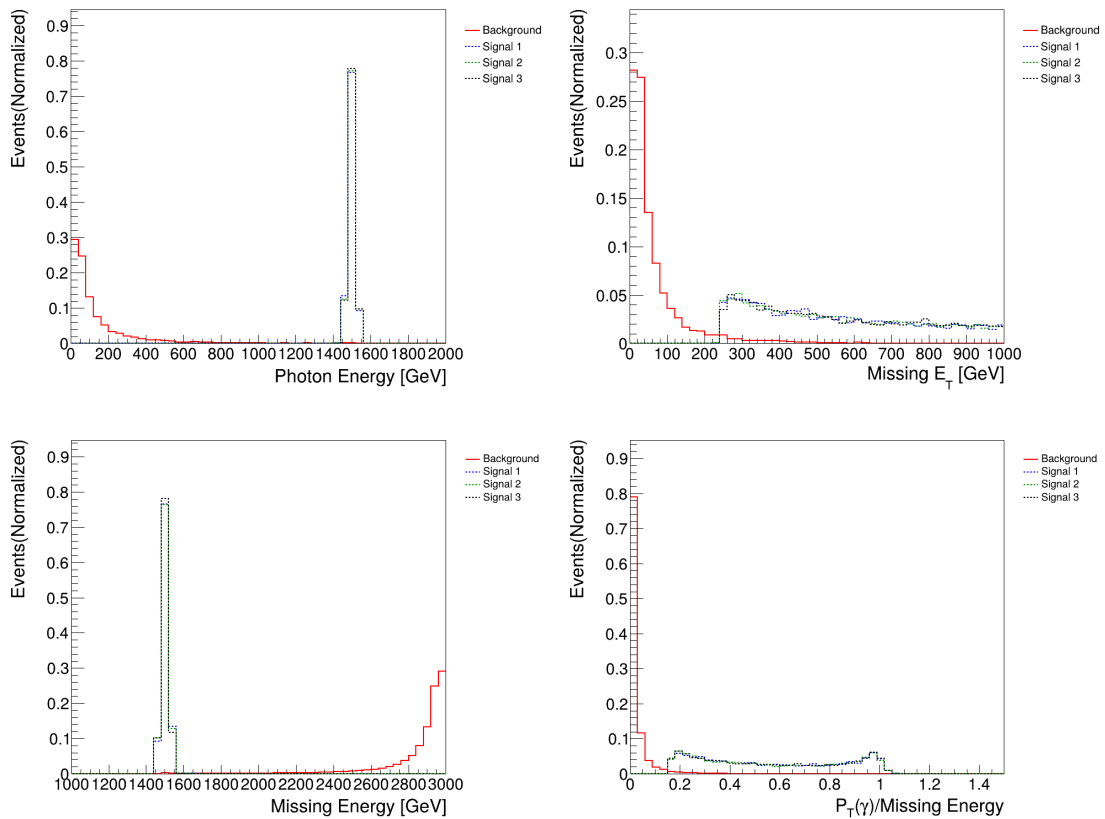 Events(Normalized)
0.9
0.8
0.7
0.6
0.5
0.4
0.3
0.2
0.1
0
0 200 400 600 800 1000 1200 1400 1600 1800 2000
Photon Energy [GeV]
Background
Signal 1
Signal 2
Signal 3
Events(Normalized)
0.3
0.25
0.2
0.15
0.1
0.05
0
0 100 200 300 400 500 600 700 800 900 1000
Missing E_T [GeV]
Background
Signal 1
Signal 2
Signal 3
Events(Normalized)
0.9
0.8
0.7
0.6
0.5
0.4
0.3
0.2
0.1
0
1000 1200 1400 1600 1800 2000 2200 2400 2600 2800 3000
Missing Energy [GeV]
Background
Signal 1
Signal 2
Signal 3
Events(Normalized)
0.9
0.8
0.7
0.6
0.5
0.4
0.3
0.2
0.1
0
0 0.2 0.4 0.6 0.8 1 1.2 1.4
P_T(γ)/Missing Energy
Background
Signal 1
Signal 2
Signal 3